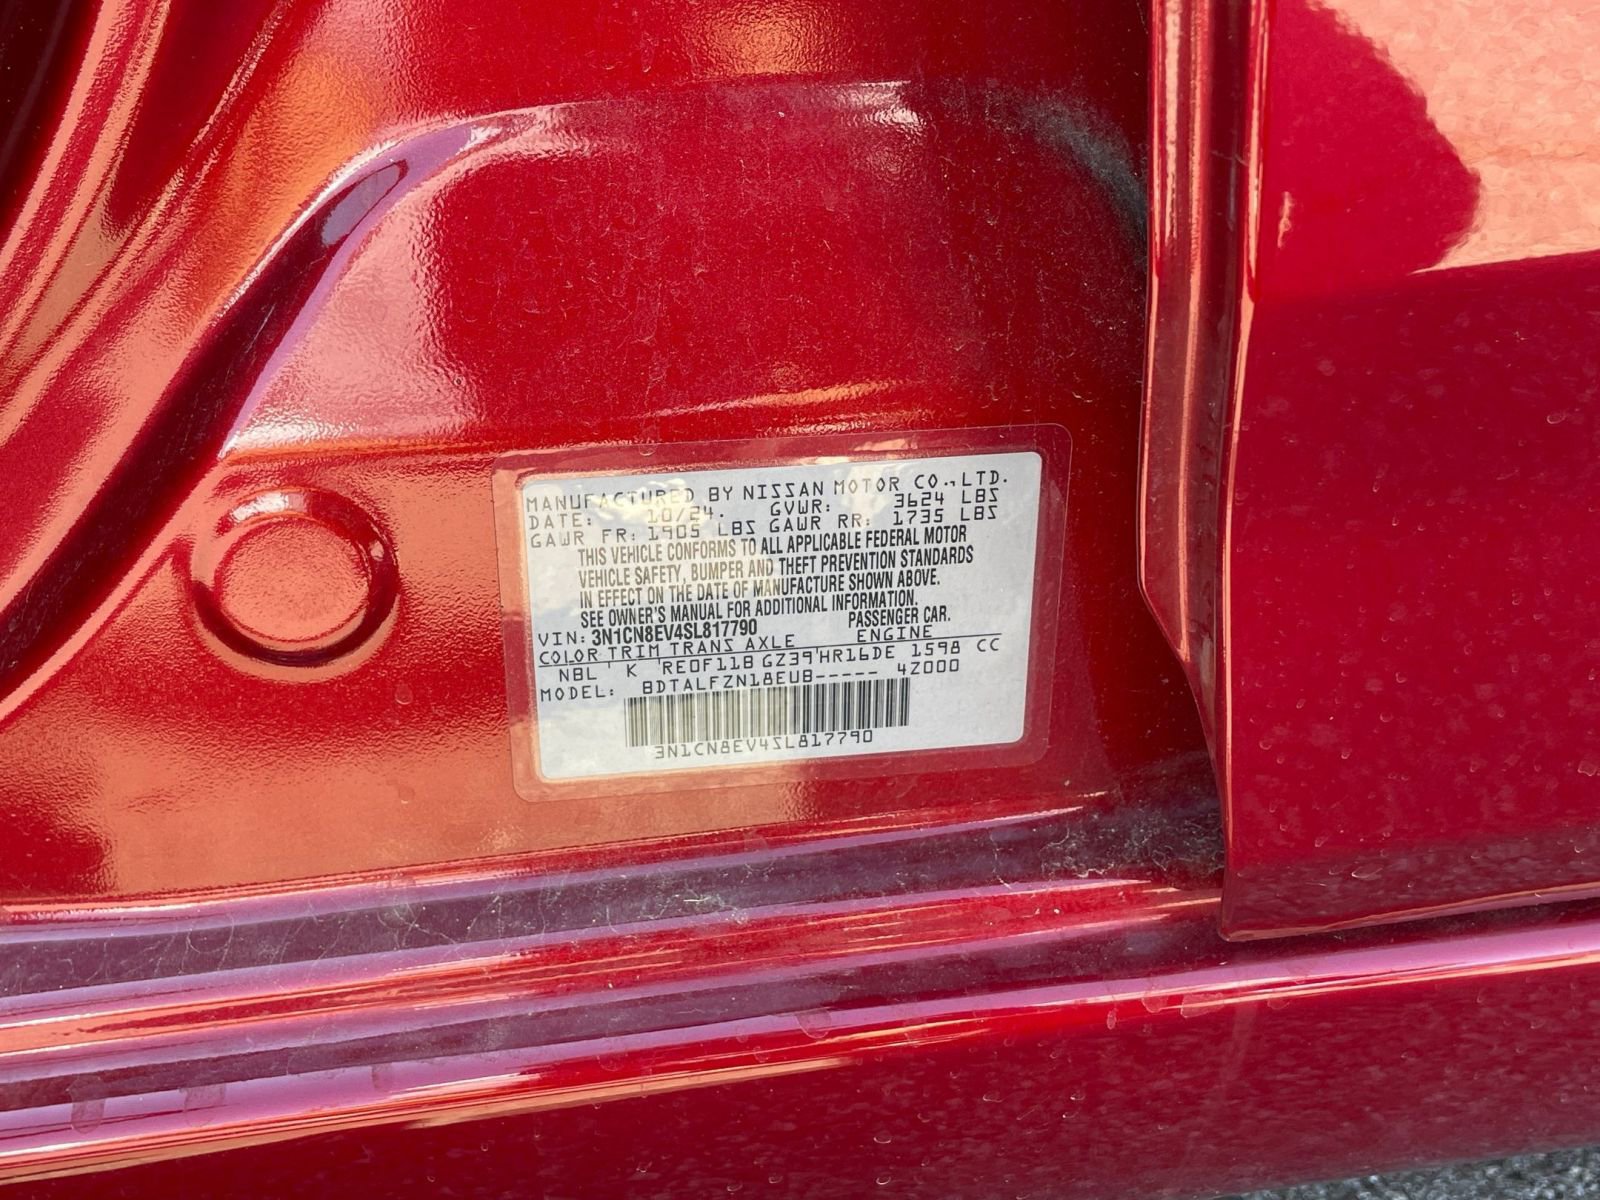 MANUFACTURED BY NISSAN MOTOR CO.,LTD.
DATE: 10/24. GVWR: 3624 LBS
GAWR FR: 1905 LBS GAWR RR: 1735 LBS
THIS VEHICLE CONFORMS TO ALL APPLICABLE FEDERAL MOTOR
VEHICLE SAFETY, BUMPER AND THEFT PREVENTION STANDARDS
IN EFFECT ON THE DATE OF MANUFACTURE SHOWN ABOVE.
SEE OWNER'S MANUAL FOR ADDITIONAL INFORMATION.
VIN: 3N1CN8EV4SL817790 PASSENGER CAR.
COLOR TRIM TRANS AXLE ENGINE
NBL K RE0F11B GZ39 HR16DE 1598 CC
MODEL: BDTALFZN18EUB----- 4Z000
3N1CN8EV4SL817790